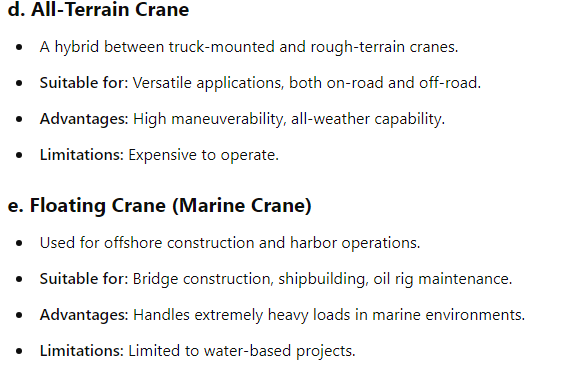 d. All-Terrain Crane
• A hybrid between truck-mounted and rough-terrain cranes.
• Suitable for: Versatile applications, both on-road and off-road.
• Advantages: High maneuverability, all-weather capability.
• Limitations: Expensive to operate.
e. Floating Crane (Marine Crane)
• Used for offshore construction and harbor operations.
• Suitable for: Bridge construction, shipbuilding, oil rig maintenance.
• Advantages: Handles extremely heavy loads in marine environments.
• Limitations: Limited to water-based projects.